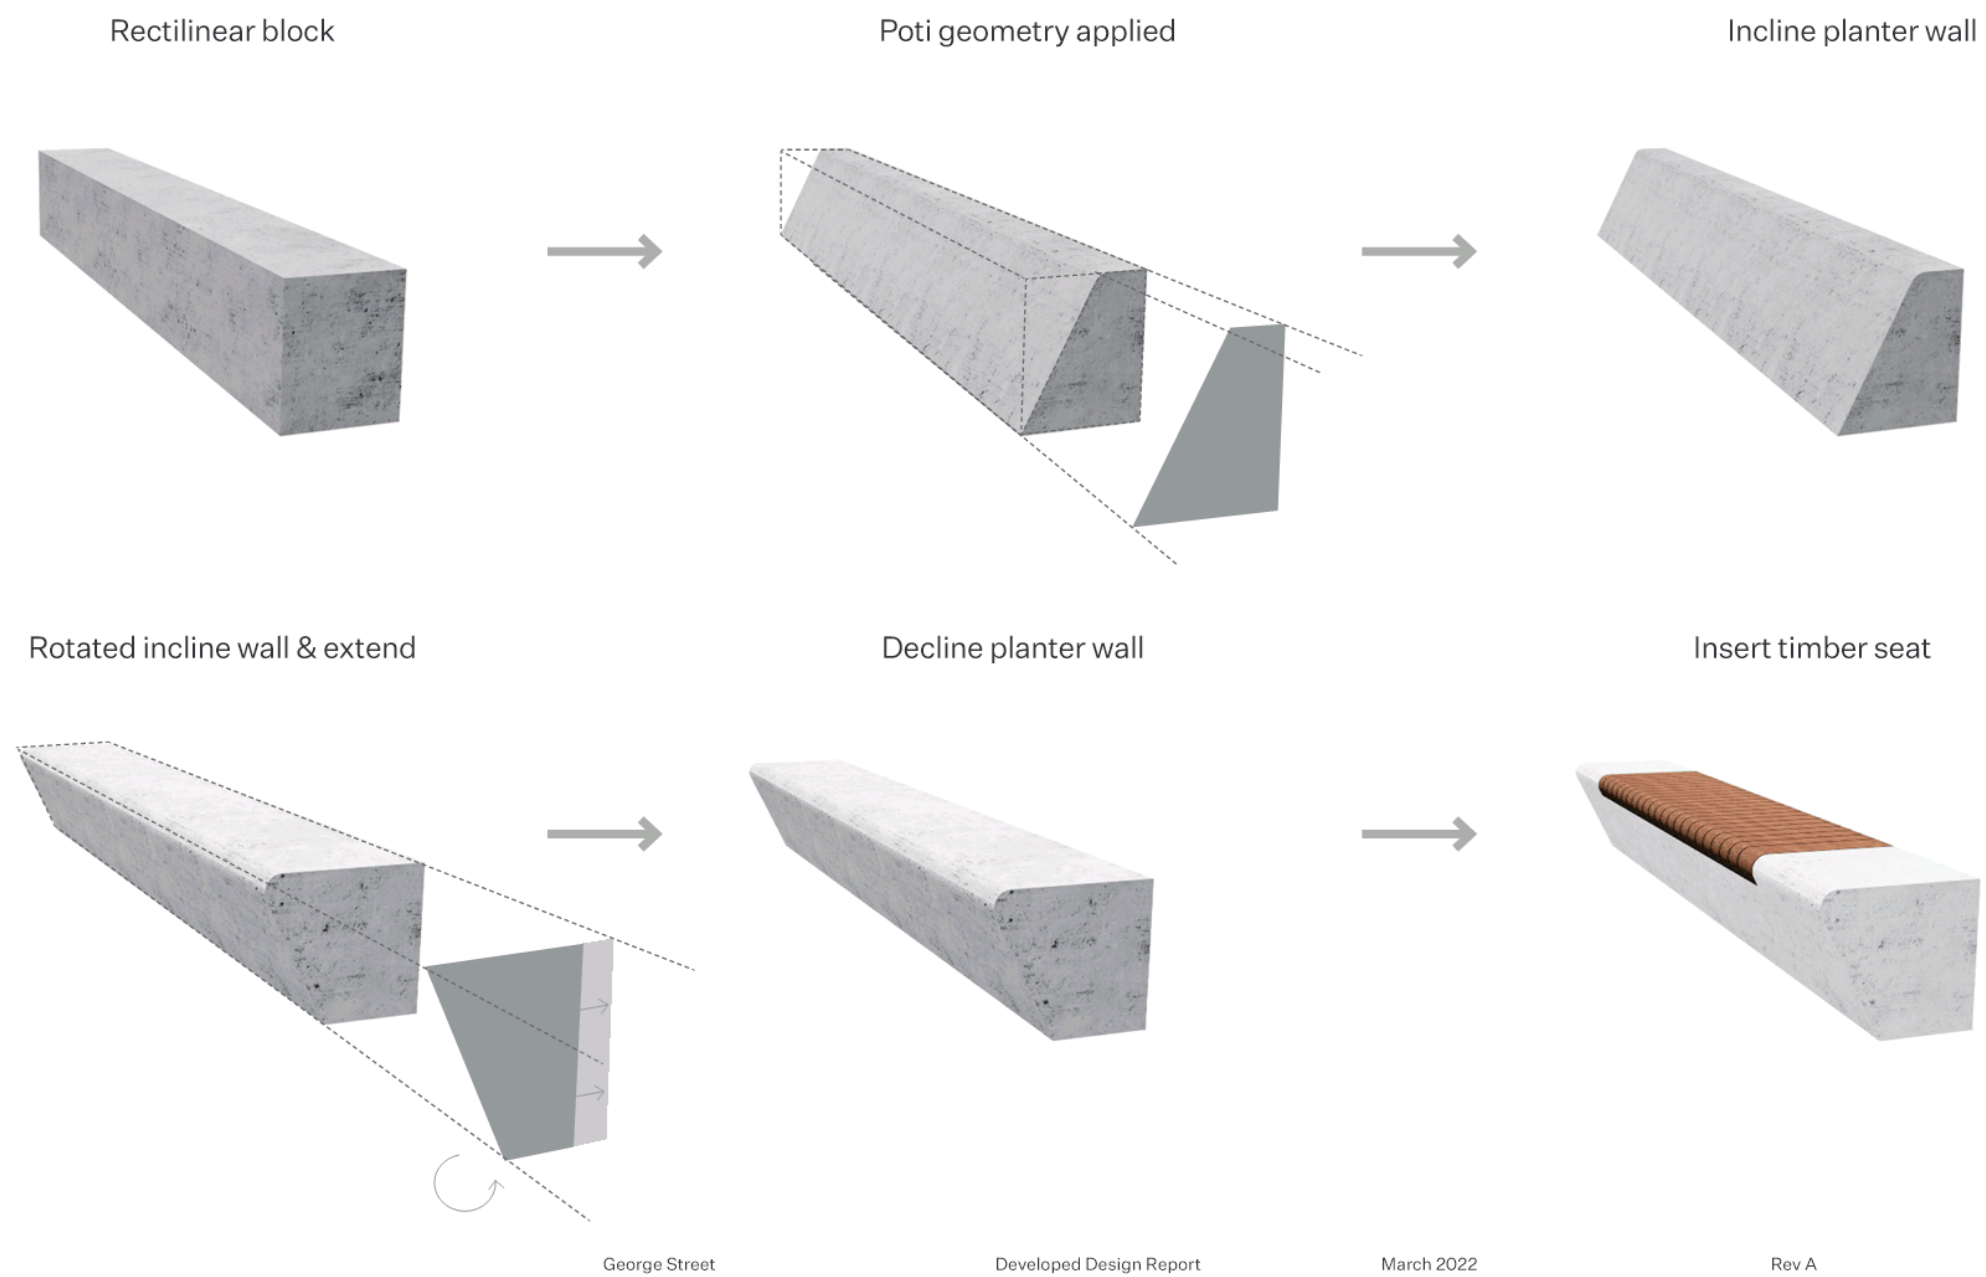 Rectilinear block
Poti geometry applied
Incline planter wall
Rotated incline wall & extend
Decline planter wall
Insert timber seat
George Street
Developed Design Report
March 2022
Rev A